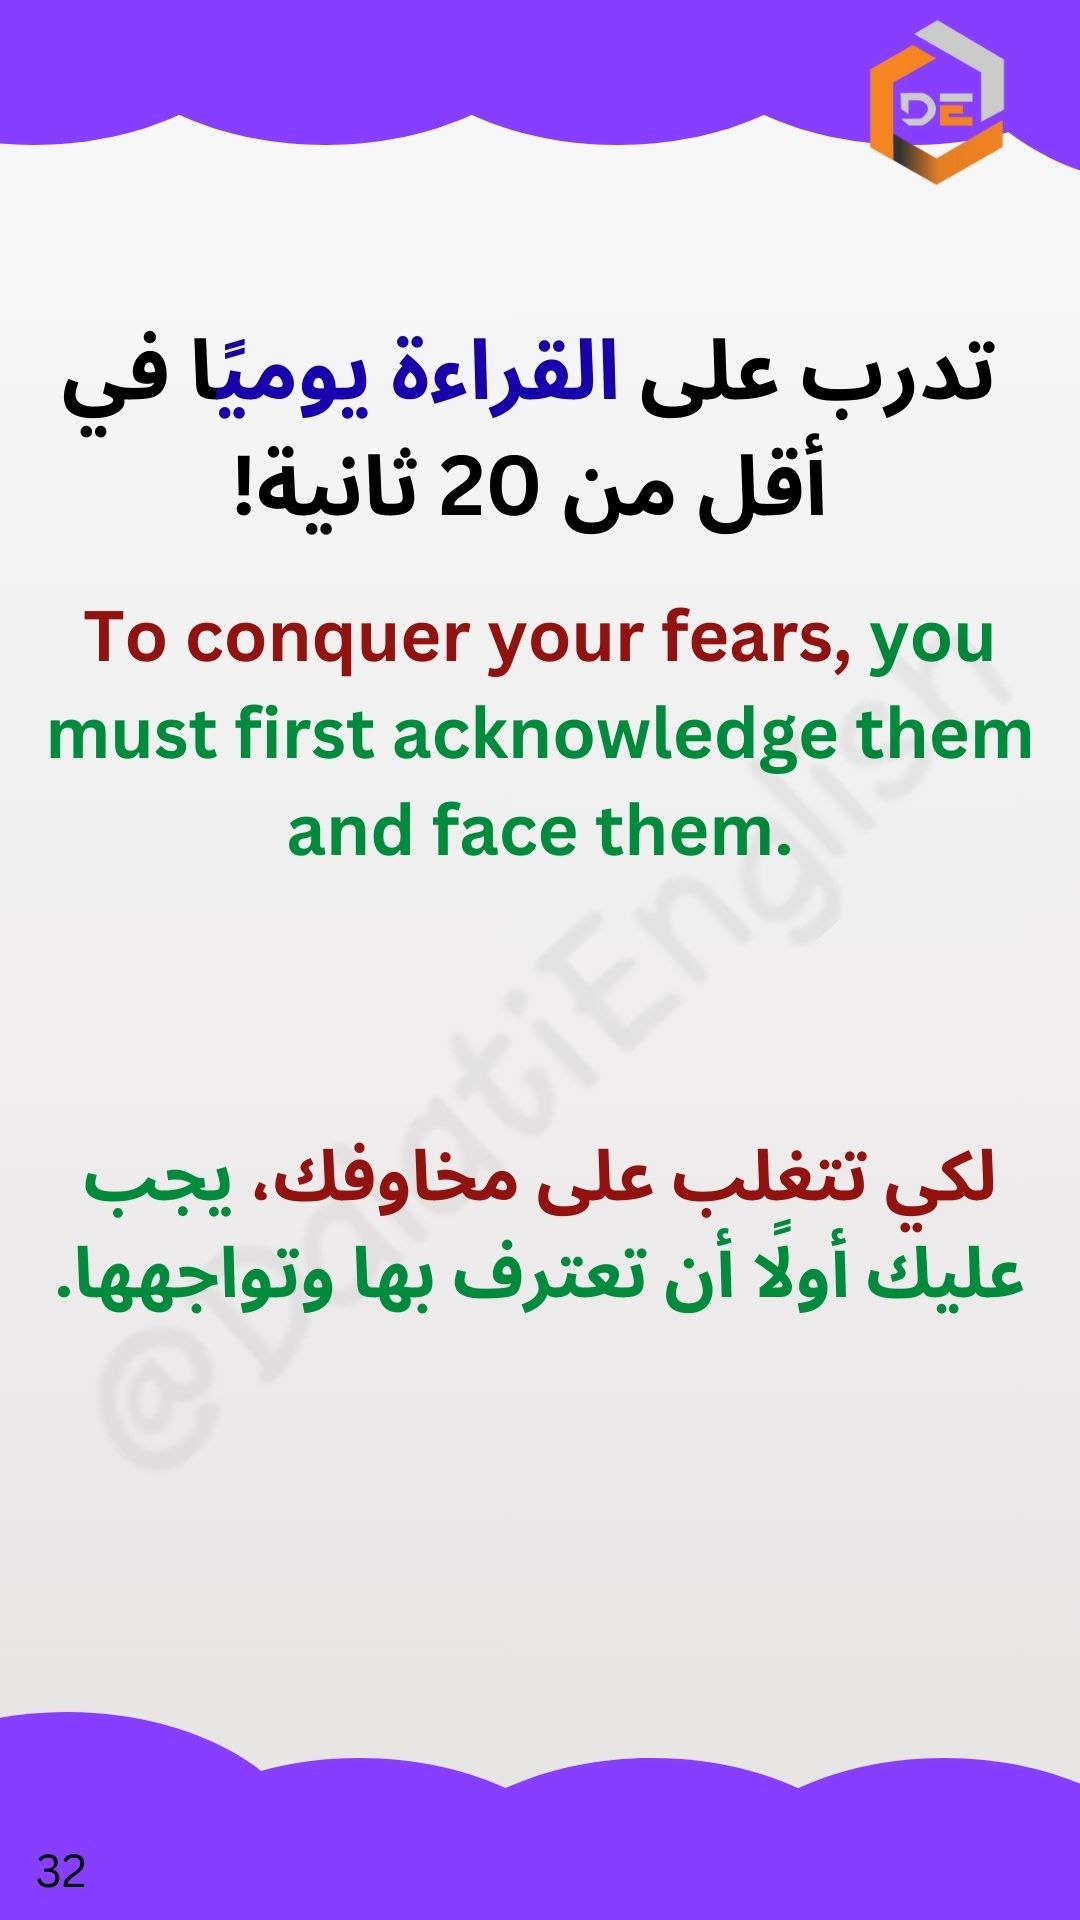 DE
تدرب على القراءة يوميًا في
أقل من 20 ثانية!
To conquer your fears, you
must first acknowledge them
and face them.
لكي تتغلب على مخاوفك، يجب
عليك أولًا أن تعترف بها وتواجهها.
@DalatiEnglish
32